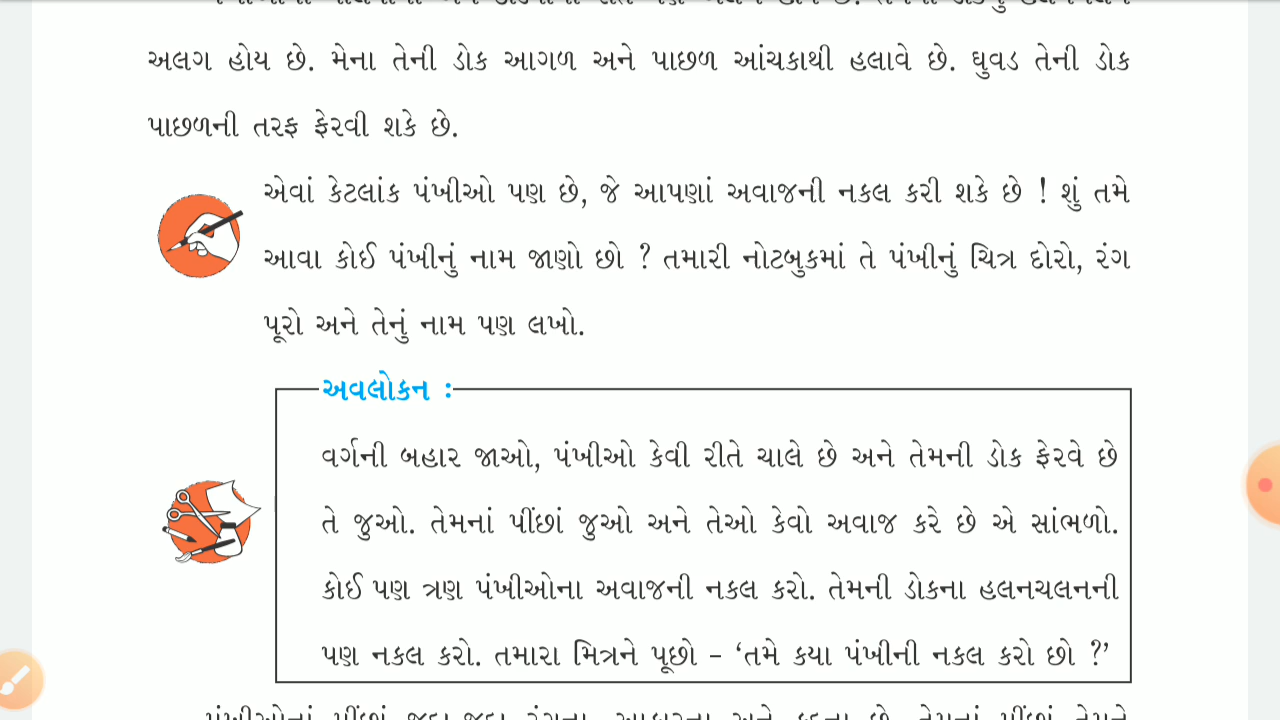 અલગ હોય છે. મેના તેની ડોક આગળ અને પાછળ આંચકાથી હલાવે છે. ઘુવડ તેની ડોક
પાછળની તરફ ફેરવી શકે છે.
એવાં કેટલાંક પંખીઓ પણ છે, જે આપણાં અવાજની નકલ કરી શકે છે ! શું તમે
આવા કોઈ પંખીનું નામ જાણો છો ? તમારી નોટબુકમાં તે પંખીનું ચિત્ર દોરો, રંગ
પૂરો અને તેનું નામ પણ લખો.
અવલોકન :
વર્ગની બહાર જાઓ, પંખીઓ કેવી રીતે ચાલે છે અને તેમની ડોક ફેરવે છે
તે જુઓ. તેમનાં પીંછાં જુઓ અને તેઓ કેવો અવાજ કરે છે એ સાંભળો.
કોઈ પણ ત્રણ પંખીઓના અવાજની નકલ કરો. તેમની ડોકના હલનચલનની
પણ નકલ કરો. તમારા મિત્રને પૂછો – ‘તમે કયા પંખીની નકલ કરો છો ?’